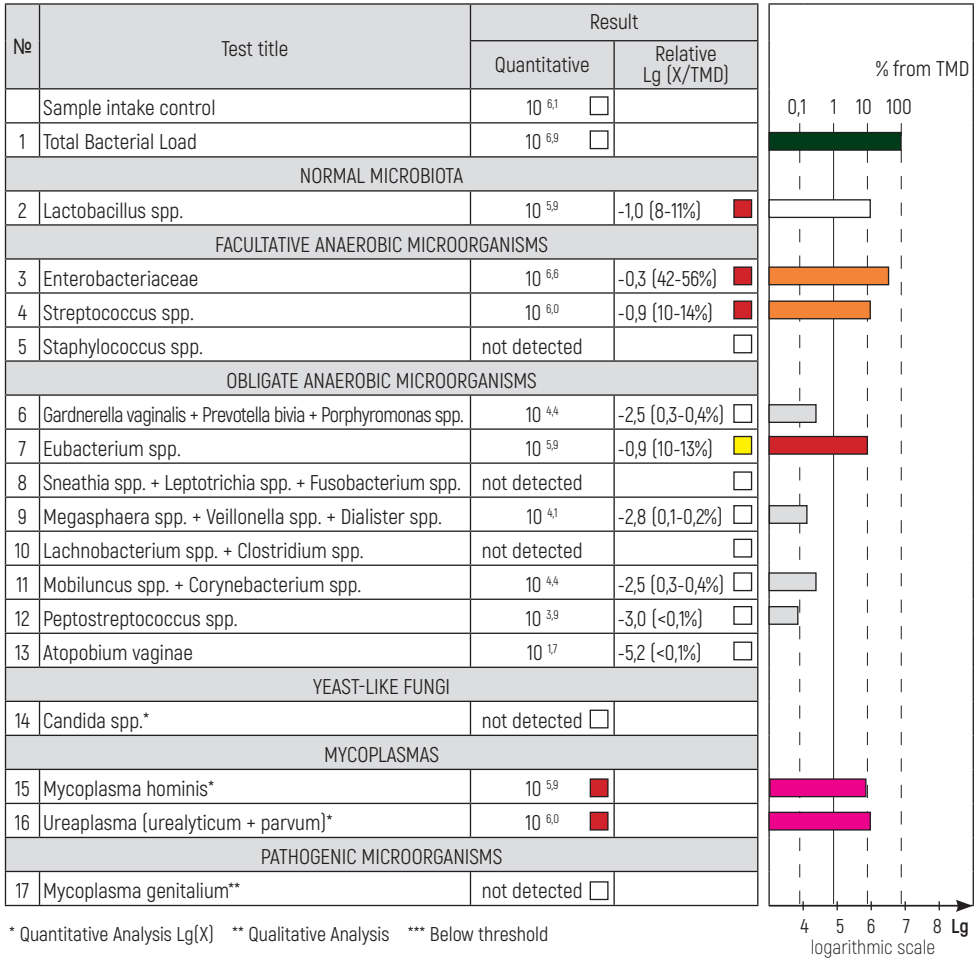 № Test title Result
Quantitative Relative Lg (X/TMD)
% from TMD
Sample intake control 10 6,1
0,1 1 10 100
1 Total Bacterial Load 10 6,9
NORMAL MICROBIOTA
2 Lactobacillus spp. 10 5,9 -1,0 (8-11%)
FACULTATIVE ANAEROBIC MICROORGANISMS
3 Enterobacteriaceae 10 6,6 -0,3 (42-56%)
4 Streptococcus spp. 10 6,0 -0,9 (10-14%)
5 Staphylococcus spp. not detected
OBLIGATE ANAEROBIC MICROORGANISMS
6 Gardnerella vaginalis + Prevotella bivia + Porphyromonas spp. 10 4,4 -2,5 (0,3-0,4%)
7 Eubacterium spp. 10 5,9 -0,9 (10-13%)
8 Sneathia spp. + Leptotrichia spp. + Fusobacterium spp. not detected
9 Megasphaera spp. + Veillonella spp. + Dialister spp. 10 4,1 -2,8 (0,1-0,2%)
10 Lachnobacterium spp. + Clostridium spp. not detected
11 Mobiluncus spp. + Corynebacterium spp. 10 4,4 -2,5 (0,3-0,4%)
12 Peptostreptococcus spp. 10 3,9 -3,0 (<0,1%)
13 Atopobium vaginae 10 1,7 -5,2 (<0,1%)
YEAST-LIKE FUNGI
14 Candida spp.* not detected
MYCOPLASMAS
15 Mycoplasma hominis* 10 5,9
16 Ureaplasma (urealyticum + parvum)* 10 6,0
PATHOGENIC MICROORGANISMS
17 Mycoplasma genitalium** not detected
4 5 6 7 8 Lg
logarithmic scale
* Quantitative Analysis Lg(X) ** Qualitative Analysis *** Below threshold